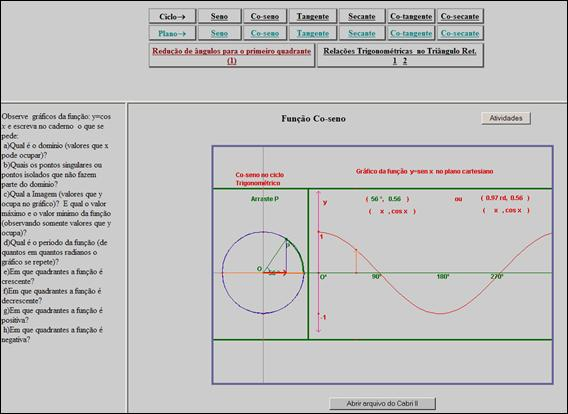 Ciclo→ Seno Co-seno Tangente Secante Co-tangente Co-secante
Plano→ Seno Co-seno Tangente Secante Co-tangente Co-secante
Redução de ângulos para o primeiro quadrante
(1)
Relações Trigonométricas no Triângulo Ret.
1 2
Observe gráficos da função: y=cos
x e escreva no caderno o que se
pede:
a)Qual é o dominio (valores que x
pode ocupar)?
b)Quais os pontos singulares ou
pontos isolados que não fazem
parte do dominio?
c)Qual a Imagem (valores que y
ocupa no gráfico)? E qual o valor
máximo e o valor minimo da função
(observando somente valores que y
ocupa)?
d)Qual é o periodo da função (de
quantos em quantos radianos o
gráfico se repete)?
e)Em que quadrantes a função é
crescente?
f)Em que quadrantes a função é
decrescente?
g)Em que quadrantes a função é
positiva?
h)Em que quadrantes a função é
negativa?
Função Co-seno
Atividades
Co-seno no ciclo
Trigonométrico
Gráfico da função y=sen x no plano cartesiano
Arraste P
y
( 56°, 0.56 ) ou ( 0.97 rd, 0.56 )
( x , cos x ) ( x , cos x )
1
P
O
56°
0° 90° 180° 270°
-1
Abrir arquivo do Cabri II